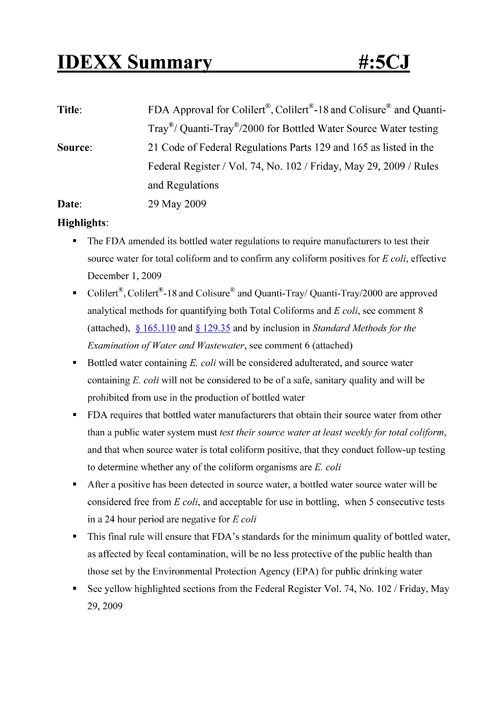 IDEXX Summary #:5CJ
Title: FDA Approval for Colilert®, Colilert®-18 and Colisure® and Quanti-
Tray®/ Quanti-Tray®/2000 for Bottled Water Source Water testing
Source: 21 Code of Federal Regulations Parts 129 and 165 as listed in the
Federal Register / Vol. 74, No. 102 / Friday, May 29, 2009 / Rules
and Regulations
Date: 29 May 2009
Highlights:
▪ The FDA amended its bottled water regulations to require manufacturers to test their
source water for total coliform and to confirm any coliform positives for E coli, effective
December 1, 2009
▪ Colilert®, Colilert®-18 and Colisure® and Quanti-Tray/ Quanti-Tray/2000 are approved
analytical methods for quantifying both Total Coliforms and E coli, see comment 8
(attached), § 165.110 and § 129.35 and by inclusion in Standard Methods for the
Examination of Water and Wastewater, see comment 6 (attached)
▪ Bottled water containing E. coli will be considered adulterated, and source water
containing E. coli will not be considered to be of a safe, sanitary quality and will be
prohibited from use in the production of bottled water
▪ FDA requires that bottled water manufacturers that obtain their source water from other
than a public water system must test their source water at least weekly for total coliform,
and that when source water is total coliform positive, that they conduct follow-up testing
to determine whether any of the coliform organisms are E. coli
▪ After a positive has been detected in source water, a bottled water source water will be
considered free from E coli, and acceptable for use in bottling, when 5 consecutive tests
in a 24 hour period are negative for E coli
▪ This final rule will ensure that FDA's standards for the minimum quality of bottled water,
as affected by fecal contamination, will be no less protective of the public health than
those set by the Environmental Protection Agency (EPA) for public drinking water
▪ See yellow highlighted sections from the Federal Register Vol. 74, No. 102 / Friday, May
29, 2009